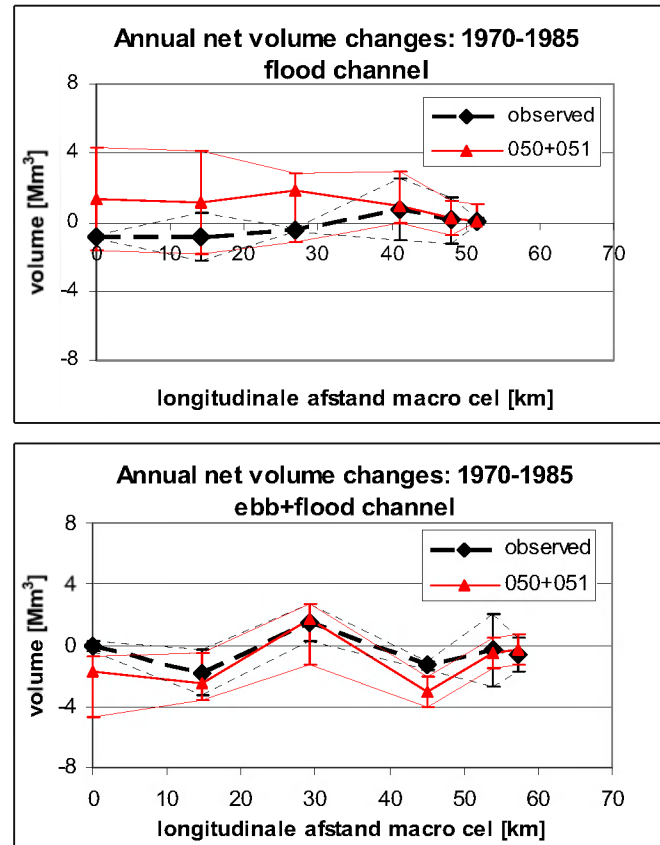 Annual net volume changes: 1970-1985
flood channel
8
4
0
-4
-8
volume [Mm³]
observed
050+051
0 10 20 30 40 50 60 70
longitudinale afstand macro cel [km]
Annual net volume changes: 1970-1985
ebb+flood channel
8
4
0
-4
-8
volume [Mm³]
observed
050+051
0 10 20 30 40 50 60 70
longitudinale afstand macro cel [km]